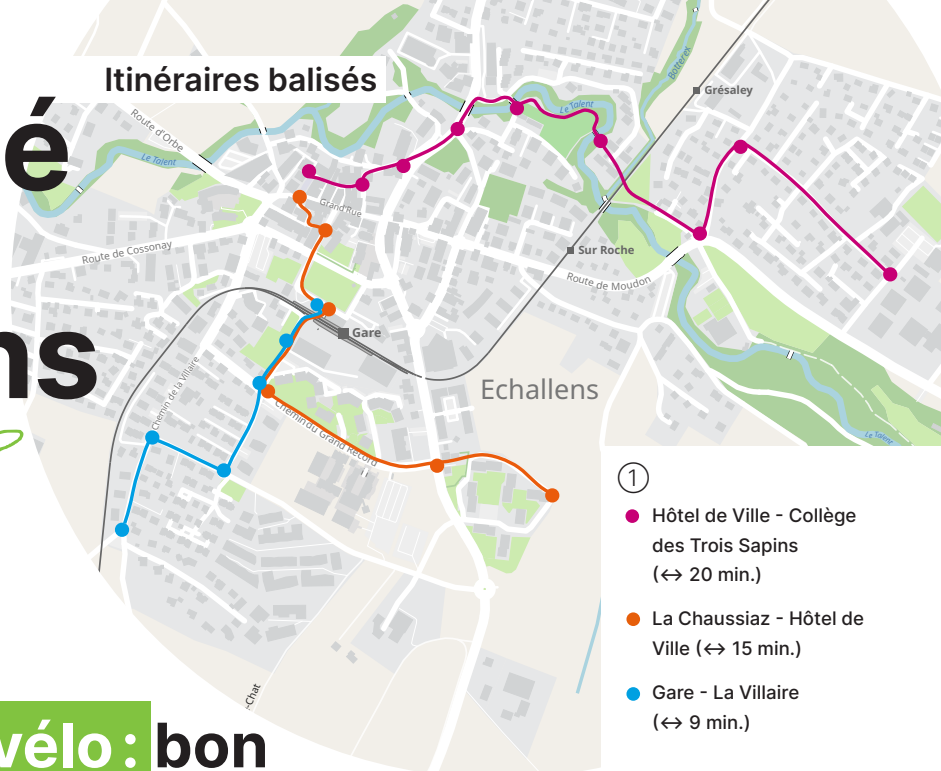 Itinéraires balisés
é
ns
Route d'Orbe
Le Talent
Le Talent
Botterex
Grésaley
Grand Rue
Route de Cossonay
Sur Roche
Route de Moudon
Gare
Echallens
Chemin de la Villaire
Chemin du Grand Record
Le Talent
-Chat
①
Hôtel de Ville - Collège
des Trois Sapins
(↔ 20 min.)
La Chaussiaz - Hôtel de
Ville (↔ 15 min.)
Gare - La Villaire
(↔ 9 min.)
vélo : bon